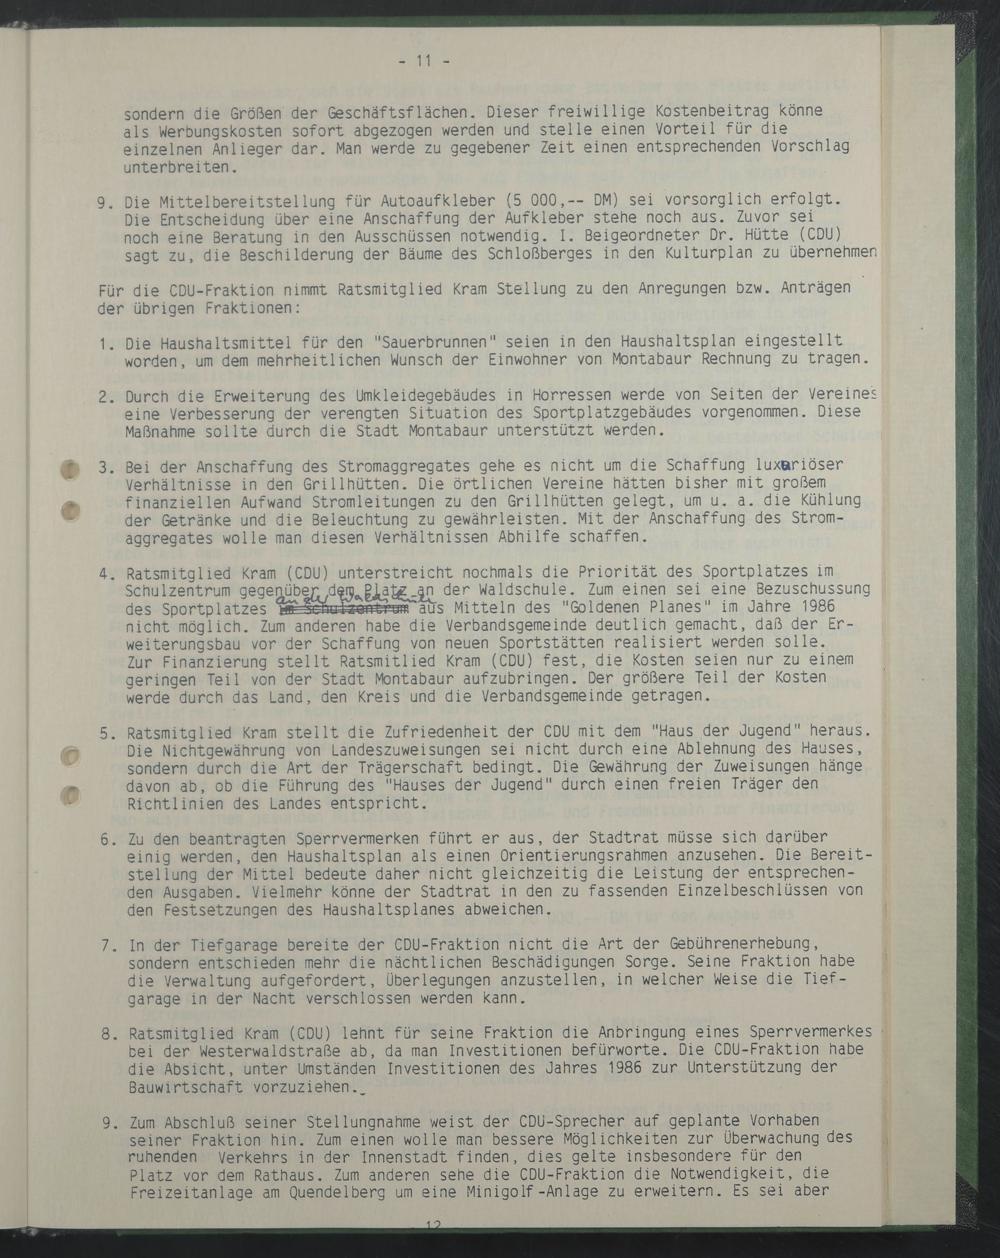 - 11 -
sondern die Größen der Geschäftsflächen. Dieser freiwillige Kostenbeitrag könne
als Werbungskosten sofort abgezogen werden und stelle einen Vorteil für die
einzelnen Anlieger dar. Man werde zu gegebener Zeit einen entsprechenden Vorschlag
unterbreiten.
9. Die Mittelbereitstellung für Autoaufkleber (5 000,-- DM) sei vorsorglich erfolgt.
Die Entscheidung über eine Anschaffung der Aufkleber stehe noch aus. Zuvor sei
noch eine Beratung in den Ausschüssen notwendig. I. Beigeordneter Dr. Hütte (CDU)
sagt zu, die Beschilderung der Bäume des Schloßberges in den Kulturplan zu übernehmen
Für die CDU-Fraktion nimmt Ratsmitglied Kram Stellung zu den Anregungen bzw. Anträgen
der übrigen Fraktionen:
1. Die Haushaltsmittel für den "Sauerbrunnen" seien in den Haushaltsplan eingestellt
worden, um dem mehrheitlichen Wunsch der Einwohner von Montabaur Rechnung zu tragen.
2. Durch die Erweiterung des Umkleidegebäudes in Horressen werde von Seiten der Vereines
eine Verbesserung der verengten Situation des Sportplatzgebäudes vorgenommen. Diese
Maßnahme sollte durch die Stadt Montabaur unterstützt werden.
3. Bei der Anschaffung des Stromaggregates gehe es nicht um die Schaffung luxuriöser
Verhältnisse in den Grillhütten. Die örtlichen Vereine hätten bisher mit großem
finanziellen Aufwand Stromleitungen zu den Grillhütten gelegt, um u. a. die Kühlung
der Getränke und die Beleuchtung zu gewährleisten. Mit der Anschaffung des Strom-
aggregates wolle man diesen Verhältnissen Abhilfe schaffen.
4. Ratsmitglied Kram (CDU) unterstreicht nochmals die Priorität des Sportplatzes im
Schulzentrum gegenüber dem Platz an der Waldschule. Zum einen sei eine Bezuschussung
an der Waldschule
des Sportplatzes im Schulzentrum aus Mitteln des "Goldenen Planes" im Jahre 1986
nicht möglich. Zum anderen habe die Verbandsgemeinde deutlich gemacht, daß der Er-
weiterungsbau vor der Schaffung von neuen Sportstätten realisiert werden solle.
Zur Finanzierung stellt Ratsmitlied Kram (CDU) fest, die Kosten seien nur zu einem
geringen Teil von der Stadt Montabaur aufzubringen. Der größere Teil der Kosten
werde durch das Land, den Kreis und die Verbandsgemeinde getragen.
5. Ratsmitglied Kram stellt die Zufriedenheit der CDU mit dem "Haus der Jugend" heraus.
Die Nichtgewährung von Landeszuweisungen sei nicht durch eine Ablehnung des Hauses,
sondern durch die Art der Trägerschaft bedingt. Die Gewährung der Zuweisungen hänge
davon ab, ob die Führung des "Hauses der Jugend" durch einen freien Träger den
Richtlinien des Landes entspricht.
6. Zu den beantragten Sperrvermerken führt er aus, der Stadtrat müsse sich darüber
einig werden, den Haushaltsplan als einen Orientierungsrahmen anzusehen. Die Bereit-
stellung der Mittel bedeute daher nicht gleichzeitig die Leistung der entsprechen-
den Ausgaben. Vielmehr könne der Stadtrat in den zu fassenden Einzelbeschlüssen von
den Festsetzungen des Haushaltsplanes abweichen.
7. In der Tiefgarage bereite der CDU-Fraktion nicht die Art der Gebührenerhebung,
sondern entschieden mehr die nächtlichen Beschädigungen Sorge. Seine Fraktion habe
die Verwaltung aufgefordert, Überlegungen anzustellen, in welcher Weise die Tief-
garage in der Nacht verschlossen werden kann.
8. Ratsmitglied Kram (CDU) lehnt für seine Fraktion die Anbringung eines Sperrvermerkes
bei der Westerwaldstraße ab, da man Investitionen befürworte. Die CDU-Fraktion habe
die Absicht, unter Umständen Investitionen des Jahres 1986 zur Unterstützung der
Bauwirtschaft vorzuziehen.
9. Zum Abschluß seiner Stellungnahme weist der CDU-Sprecher auf geplante Vorhaben
seiner Fraktion hin. Zum einen wolle man bessere Möglichkeiten zur Überwachung des
ruhenden Verkehrs in der Innenstadt finden, dies gelte insbesondere für den
Platz vor dem Rathaus. Zum anderen sehe die CDU-Fraktion die Notwendigkeit, die
Freizeitanlage am Quendelberg um eine Minigolf-Anlage zu erweitern. Es sei aber
12